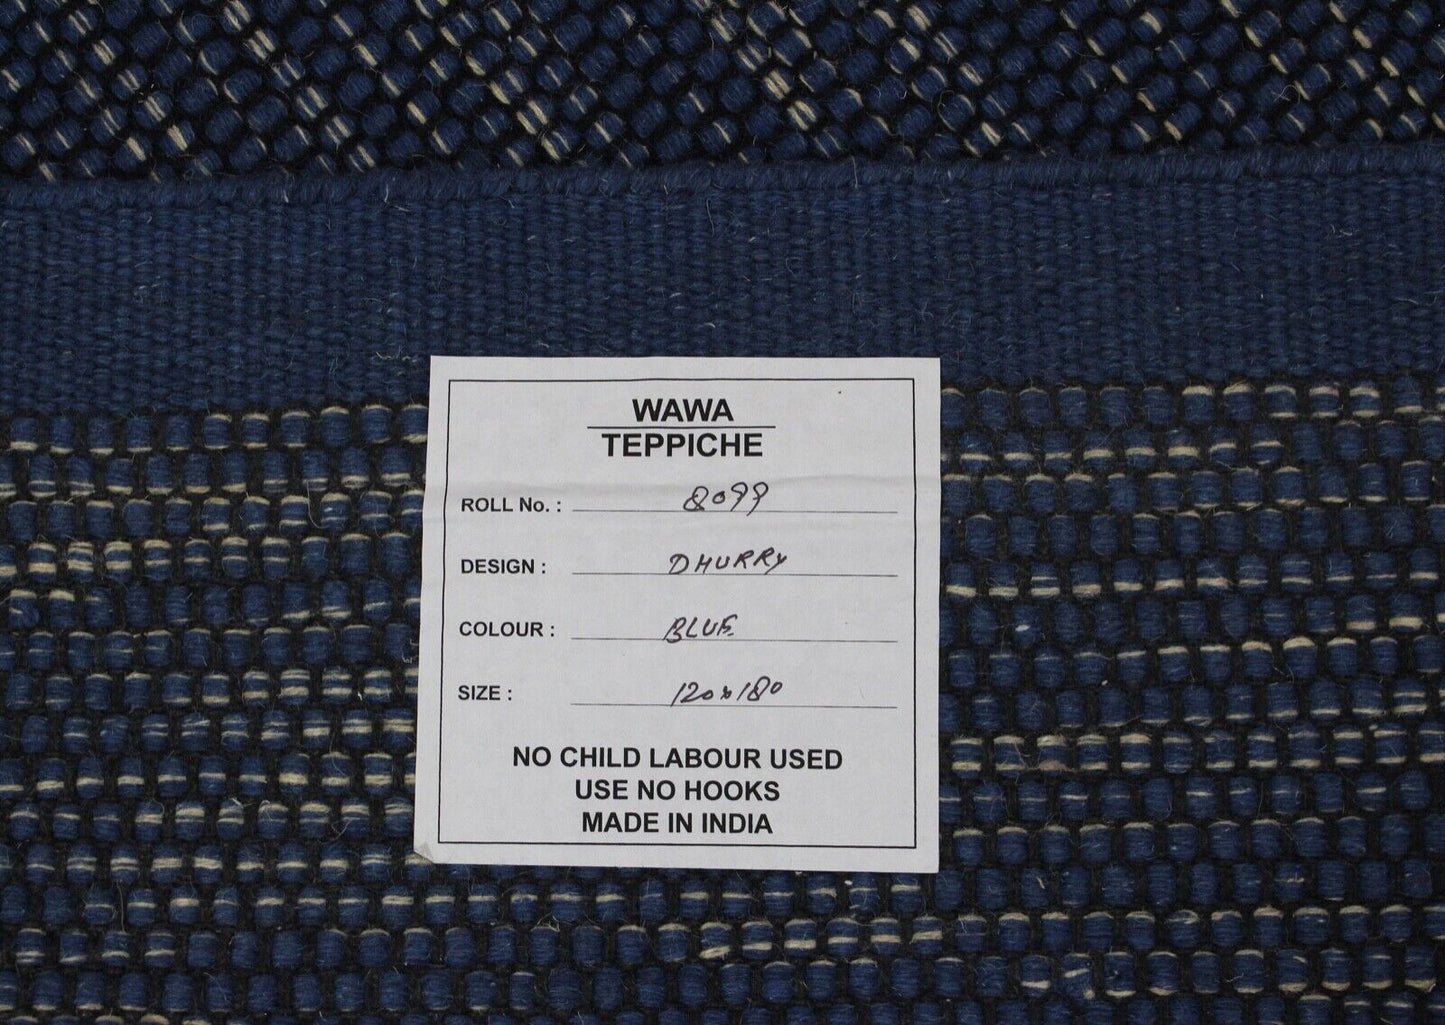 WAWA
TEPPICHE
ROLL No. : 8099
DESIGN : DHURRY
COLOUR : BLUE
SIZE : 120x180
NO CHILD LABOUR USED
USE NO HOOKS
MADE IN INDIA